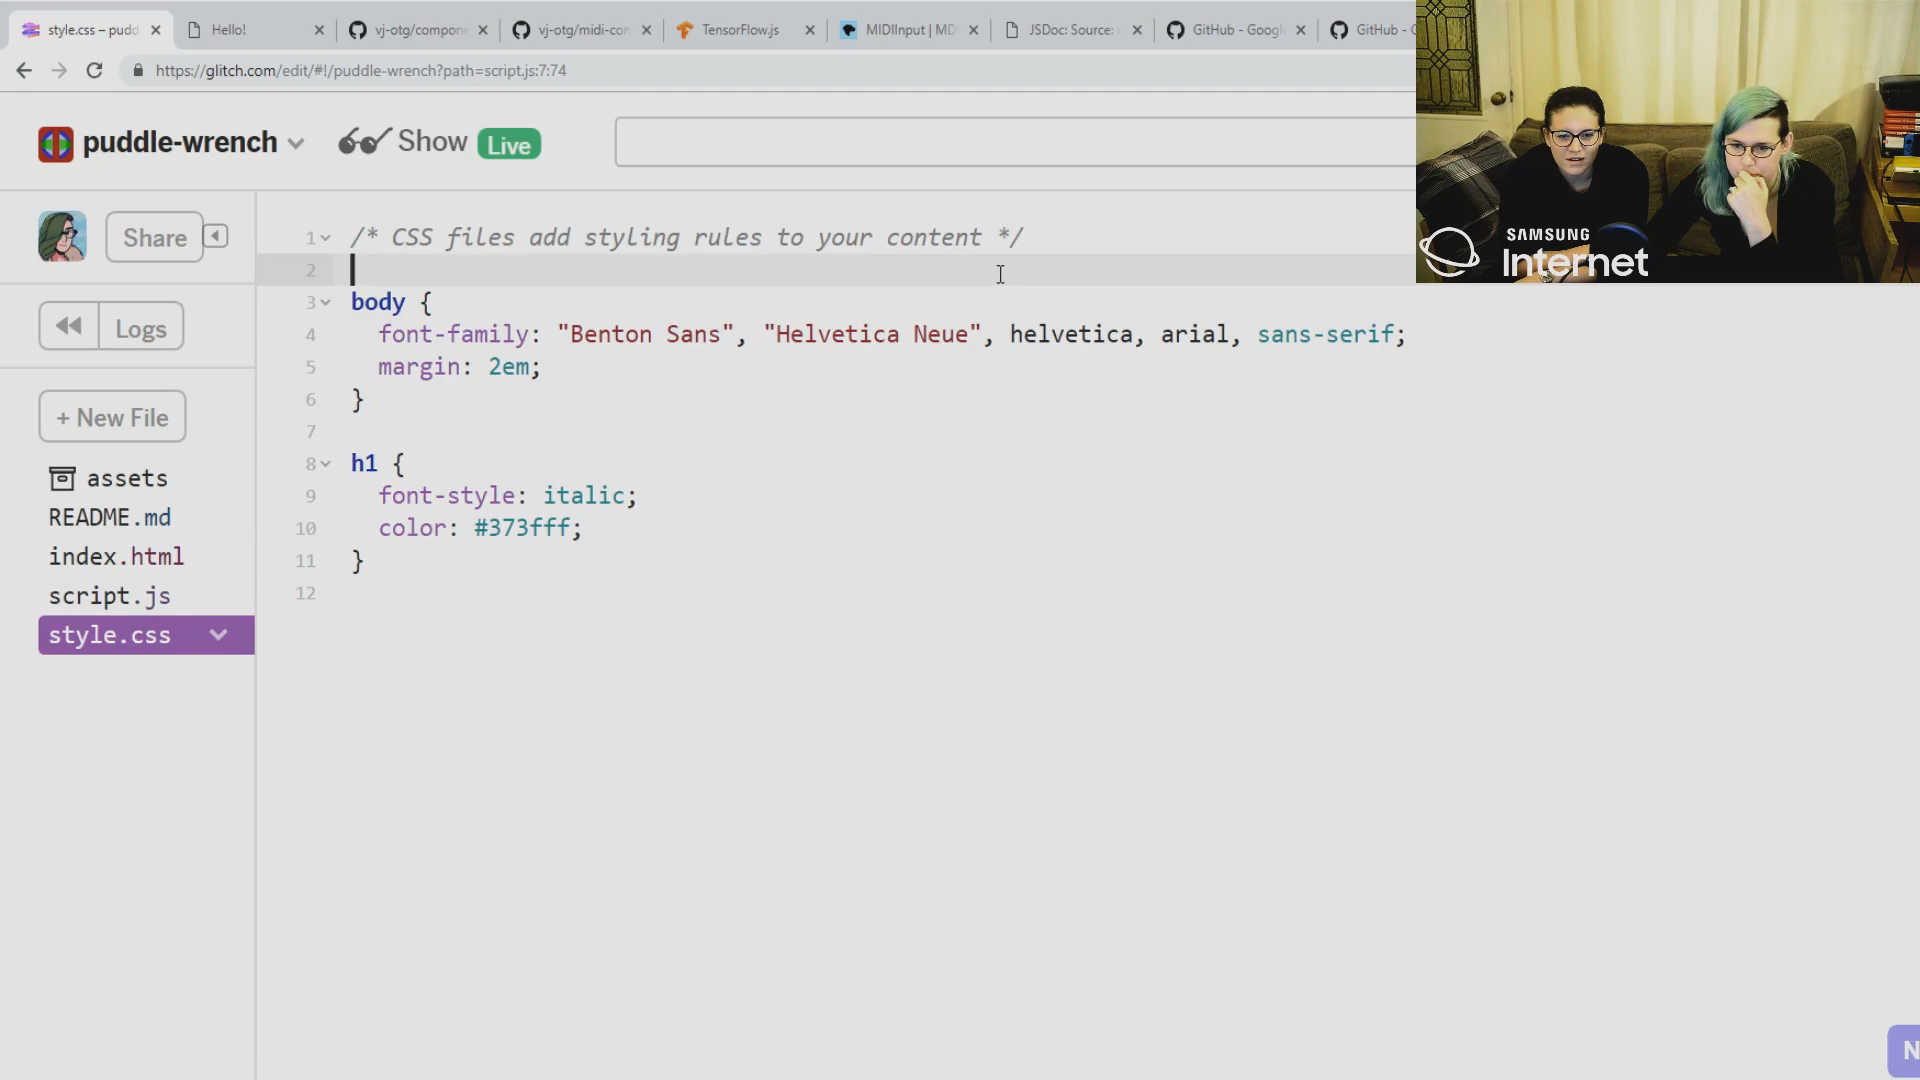 style.css – pudd
Hello!
vj-otg/compone
vj-otg/midi-con
TensorFlow.js
MIDIInput | MD
JSDoc: Source:
GitHub - Googl
GitHub - G
https://glitch.com/edit/#!/puddle-wrench?path=script.js:7:74
puddle-wrench
Show
Live
Share
Logs
+ New File
assets
README.md
index.html
script.js
style.css
1 /* CSS files add styling rules to your content */
2
3 body {
4 font-family: "Benton Sans", "Helvetica Neue", helvetica, arial, sans-serif;
5 margin: 2em;
6 }
7
8 h1 {
9 font-style: italic;
10 color: #373fff;
11 }
12
SAMSUNG
Internet
N